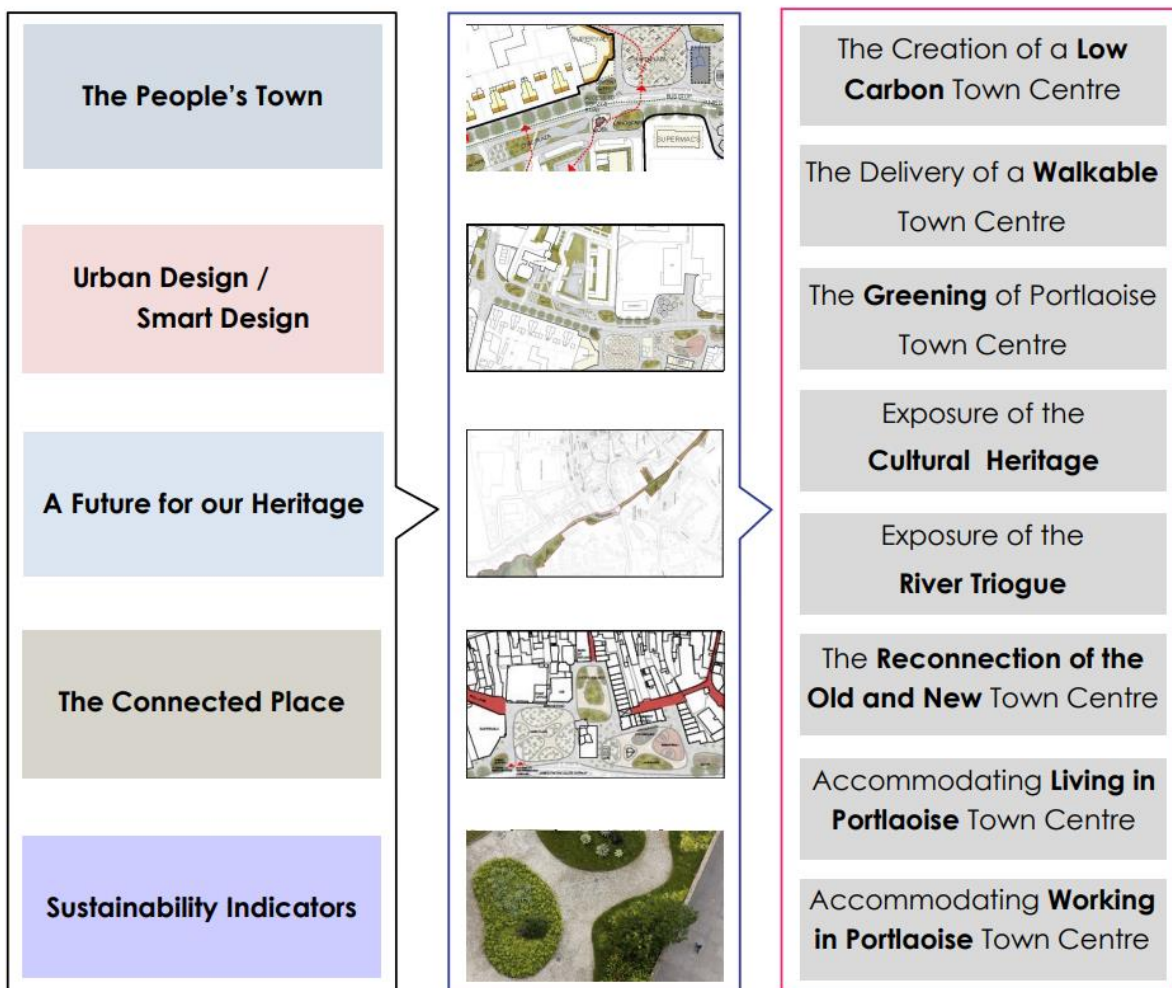 The People's Town
Urban Design /
Smart Design
A Future for our Heritage
The Connected Place
Sustainability Indicators
SUPERMAC'S
The Creation of a Low
Carbon Town Centre
The Delivery of a Walkable
Town Centre
The Greening of Portlaoise
Town Centre
Exposure of the
Cultural Heritage
Exposure of the
River Triogue
The Reconnection of the
Old and New Town Centre
Accommodating Living in
Portlaoise Town Centre
Accommodating Working
in Portlaoise Town Centre